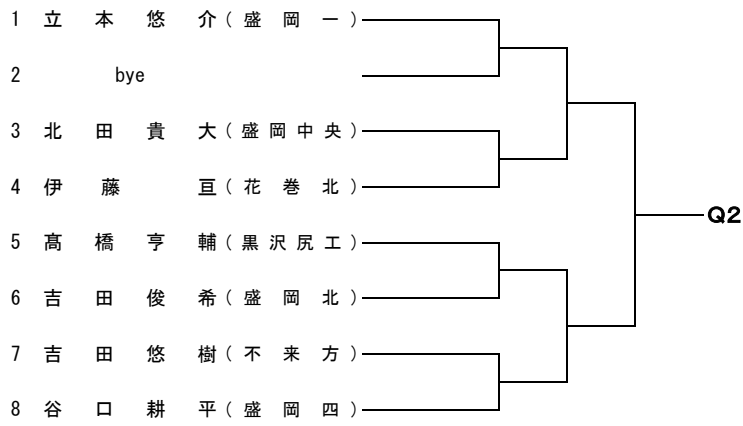 1 立本悠介(盛岡一)
2 bye
3 北田貴大(盛岡中央)
4 伊藤亘(花巻北)
Q2
5 髙橋亨輔(黒沢尻工)
6 吉田俊希(盛岡北)
7 吉田悠樹(不来方)
8 谷口耕平(盛岡四)